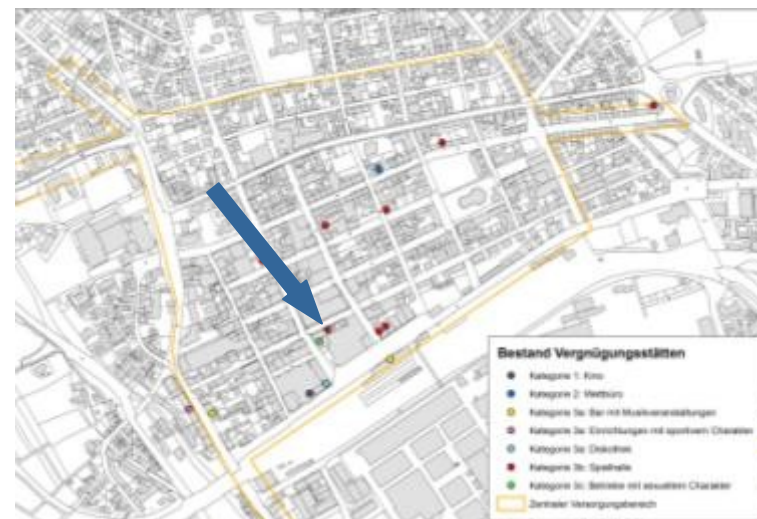 Bestand Vergnügungsstätten
Kategorie 1: Kino
Kategorie 2: Wettbüro
Kategorie 3a: Bar mit Musikveranstaltungen
Kategorie 3a: Einrichtungen mit sportivem Charakter
Kategorie 3a: Diskothek
Kategorie 3b: Spielhalle
Kategorie 3c: Betriebe mit sexuellem Charakter
Zentraler Versorgungsbereich